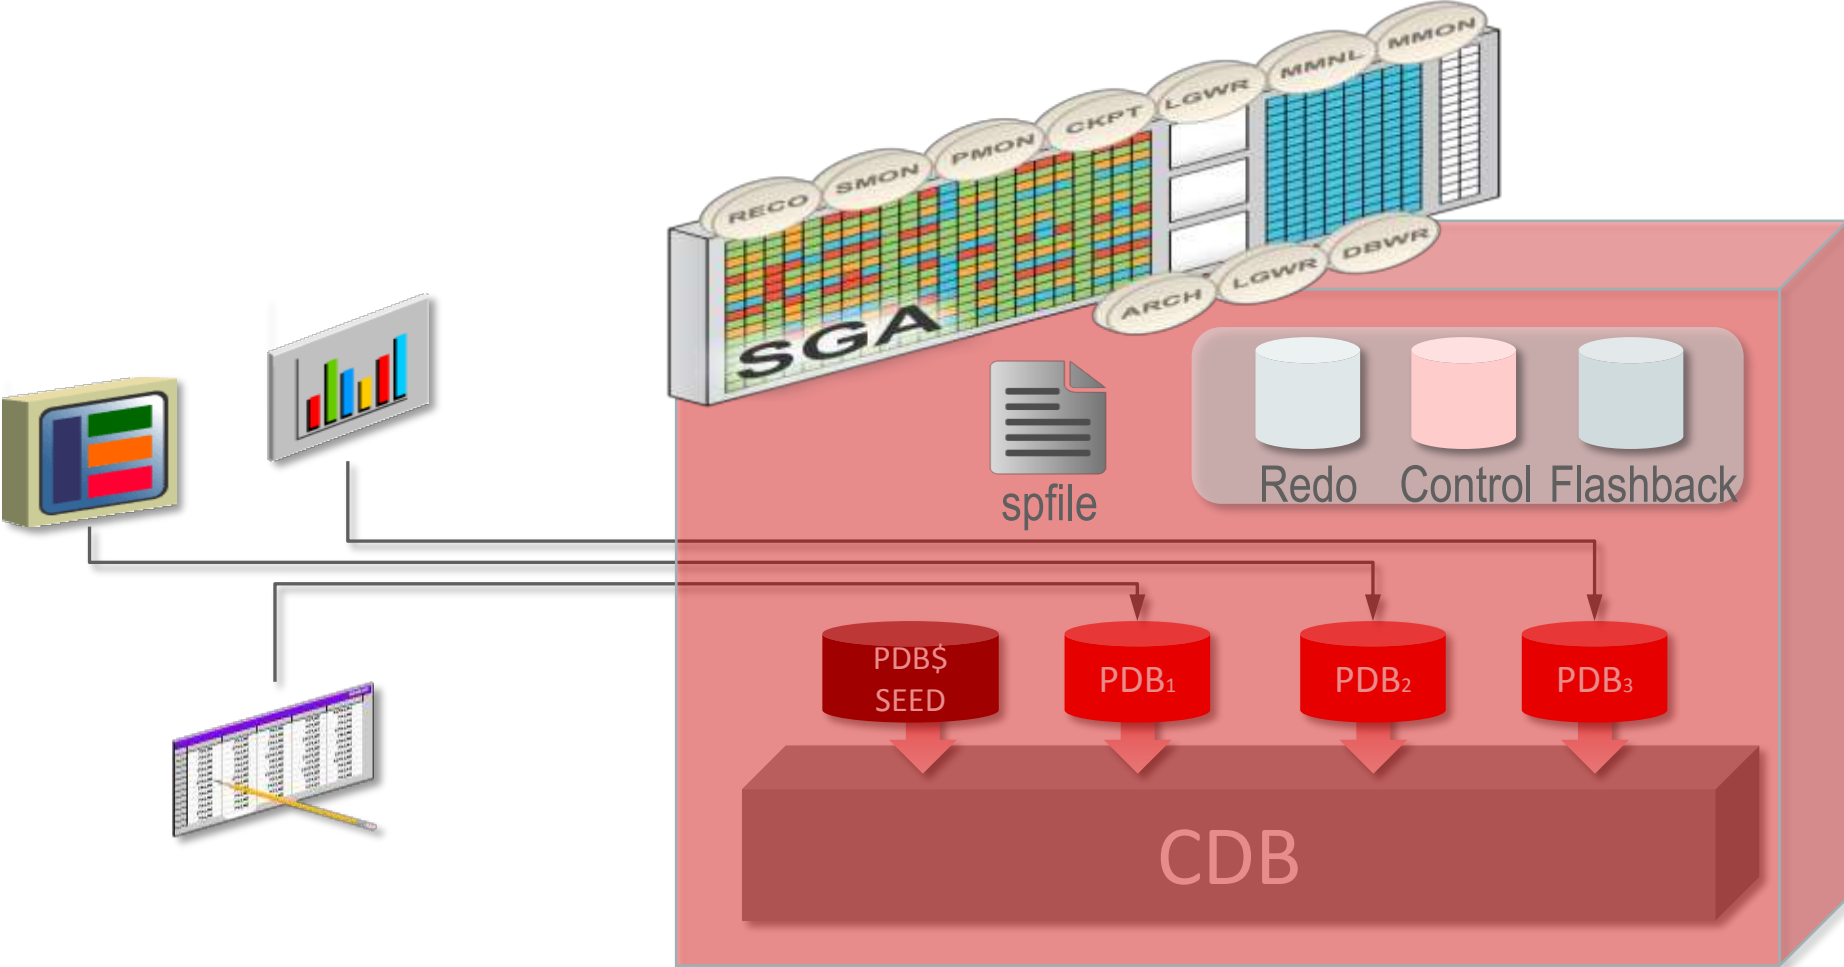 MMON
MMNL
LGWR
CKPT
PMON
SMON
RECO
DBWR
LGWR
ARCH
SGA
spfile
Redo
Control
Flashback
PDB$
SEED
PDB1
PDB2
PDB3
CDB